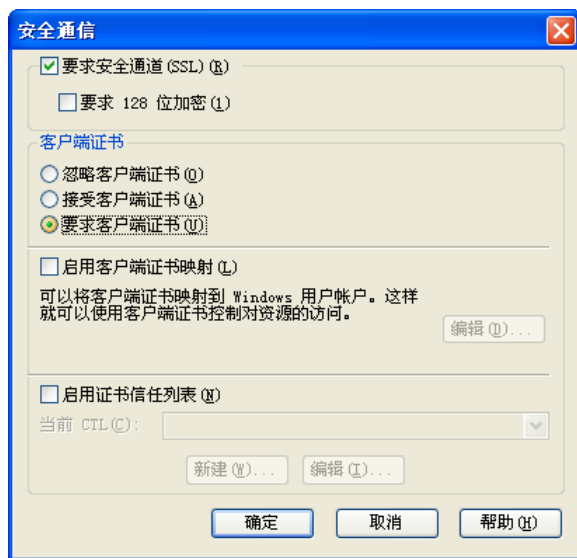 安全通信
要求安全通道(SSL)(R)
要求 128 位加密(1)
客户端证书
忽略客户端证书(O)
接受客户端证书(A)
要求客户端证书(U)
启用客户端证书映射(L)
可以将客户端证书映射到 Windows 用户帐户。这样
就可以使用客户端证书控制对资源的访问。
编辑(D)...
启用证书信任列表(N)
当前 CTL(C):
新建(W)... 编辑(I)...
确定 取消 帮助(H)